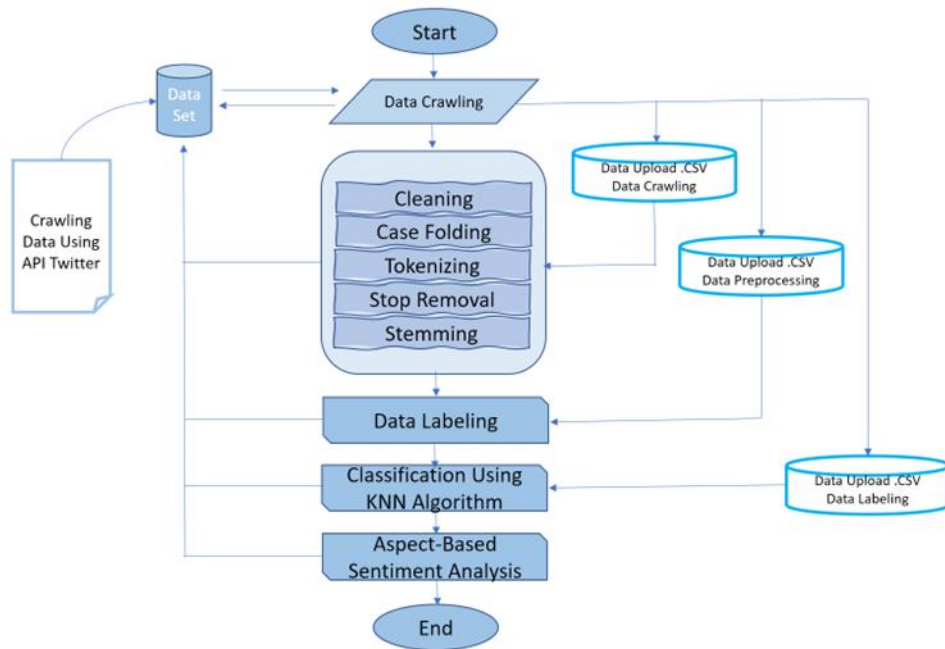 Start
Data
Set
Data Crawling
Crawling
Data Using
API Twitter
Cleaning
Case Folding
Tokenizing
Stop Removal
Stemming
Data Upload .CSV
Data Crawling
Data Upload .CSV
Data Preprocessing
Data Labeling
Classification Using
KNN Algorithm
Data Upload .CSV
Data Labeling
Aspect-Based
Sentiment Analysis
End